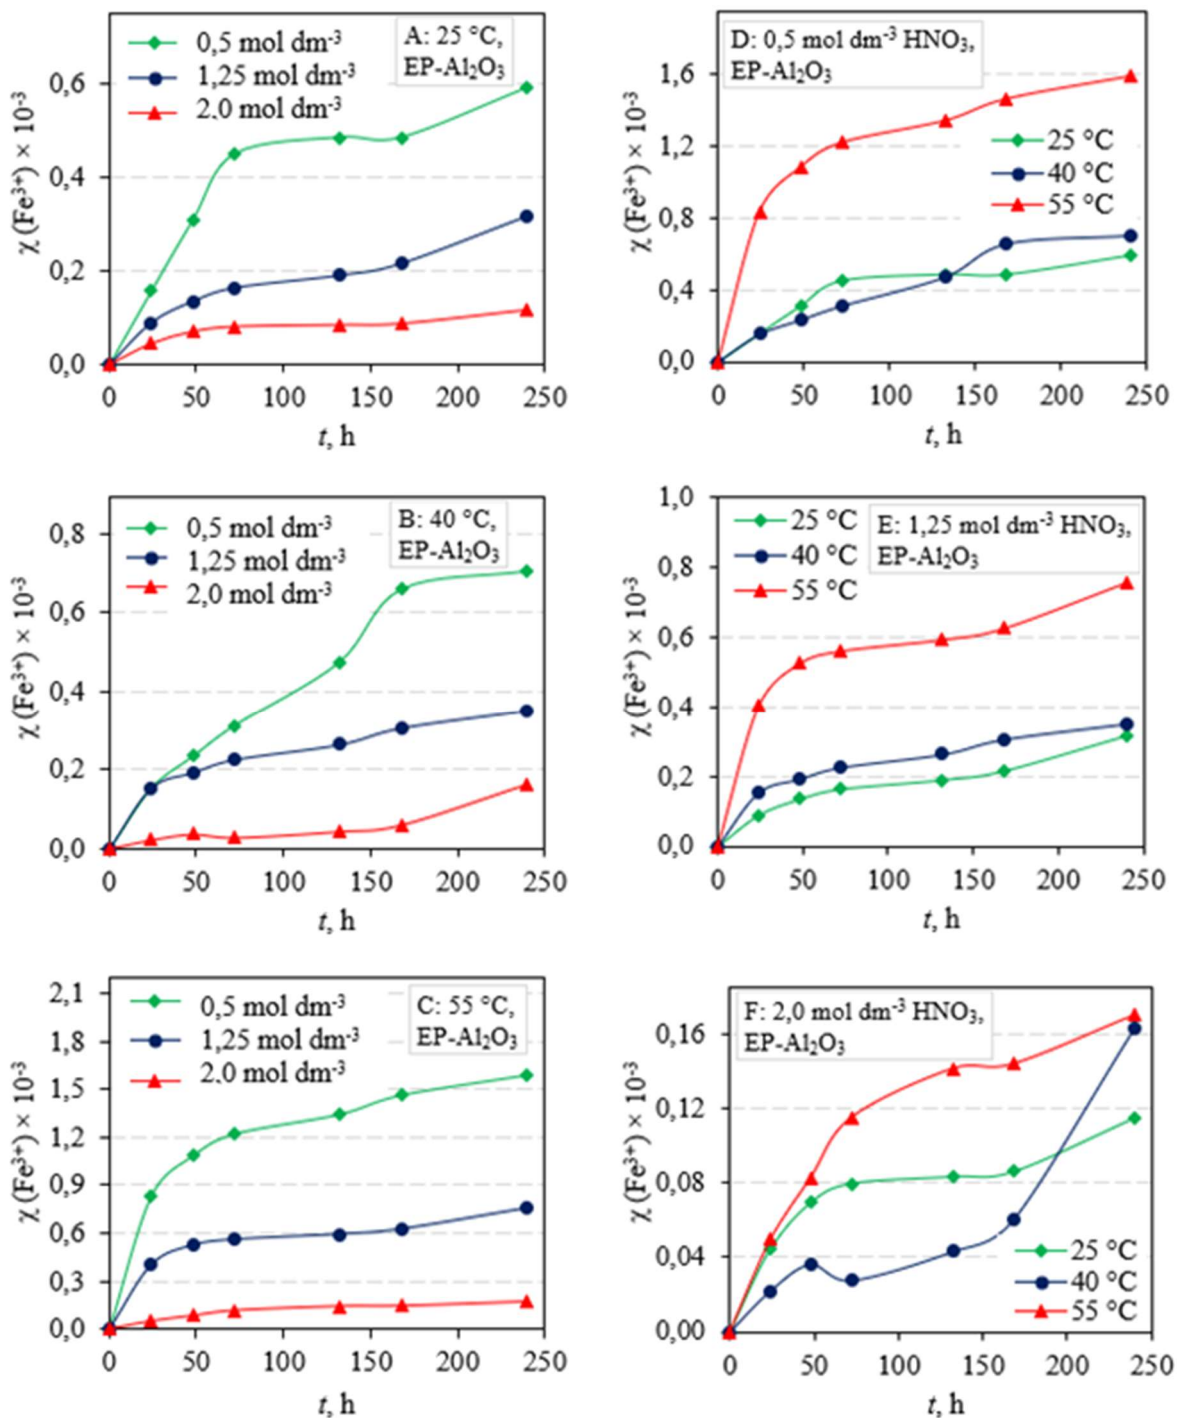 0,5 mol dm-3
1,25 mol dm-3
2,0 mol dm-3
A: 25 °C,
EP-Al2O3
0,6
0,4
0,2
0,0
χ (Fe3+) × 10-3
0 50 100 150 200 250
t, h
D: 0,5 mol dm-3 HNO3,
EP-Al2O3
1,6
1,2
0,8
0,4
0,0
χ (Fe3+) × 10-3
25 °C
40 °C
55 °C
0 50 100 150 200 250
t, h
0,5 mol dm-3
1,25 mol dm-3
2,0 mol dm-3
B: 40 °C,
EP-Al2O3
0,8
0,6
0,4
0,2
0,0
χ (Fe3+) × 10-3
0 50 100 150 200 250
t, h
25 °C
40 °C
55 °C
E: 1,25 mol dm-3 HNO3,
EP-Al2O3
1,0
0,8
0,6
0,4
0,2
0,0
χ (Fe3+) × 10-3
0 50 100 150 200 250
t, h
0,5 mol dm-3
1,25 mol dm-3
2,0 mol dm-3
C: 55 °C,
EP-Al2O3
2,1
1,8
1,5
1,2
0,9
0,6
0,3
0,0
χ (Fe3+) × 10-3
0 50 100 150 200 250
t, h
F: 2,0 mol dm-3 HNO3,
EP-Al2O3
0,16
0,12
0,08
0,04
0,00
χ (Fe3+) × 10-3
25 °C
40 °C
55 °C
0 50 100 150 200 250
t, h